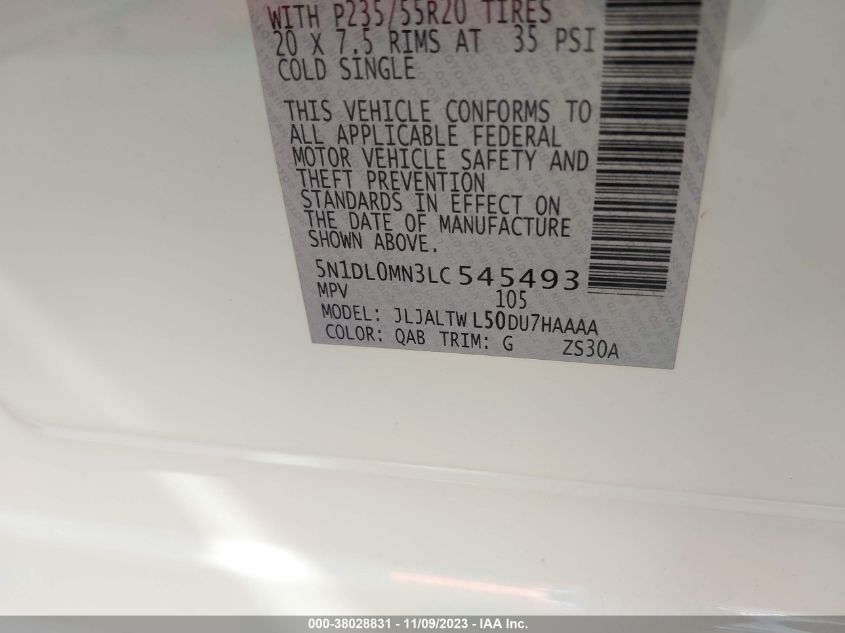 WITH P235/55R20 TIRES
20 X 7.5 RIMS AT 35 PSI
COLD SINGLE
THIS VEHICLE CONFORMS TO
ALL APPLICABLE FEDERAL
MOTOR VEHICLE SAFETY AND
THEFT PREVENTION
STANDARDS IN EFFECT ON
THE DATE OF MANUFACTURE
SHOWN ABOVE.
5N1DL0MN3LC545493
MPV 105
MODEL: JLJALTWL50DU7HAAAA
COLOR: QAB TRIM: G ZS30A
000-38028831 - 11/09/2023 - IAA Inc.